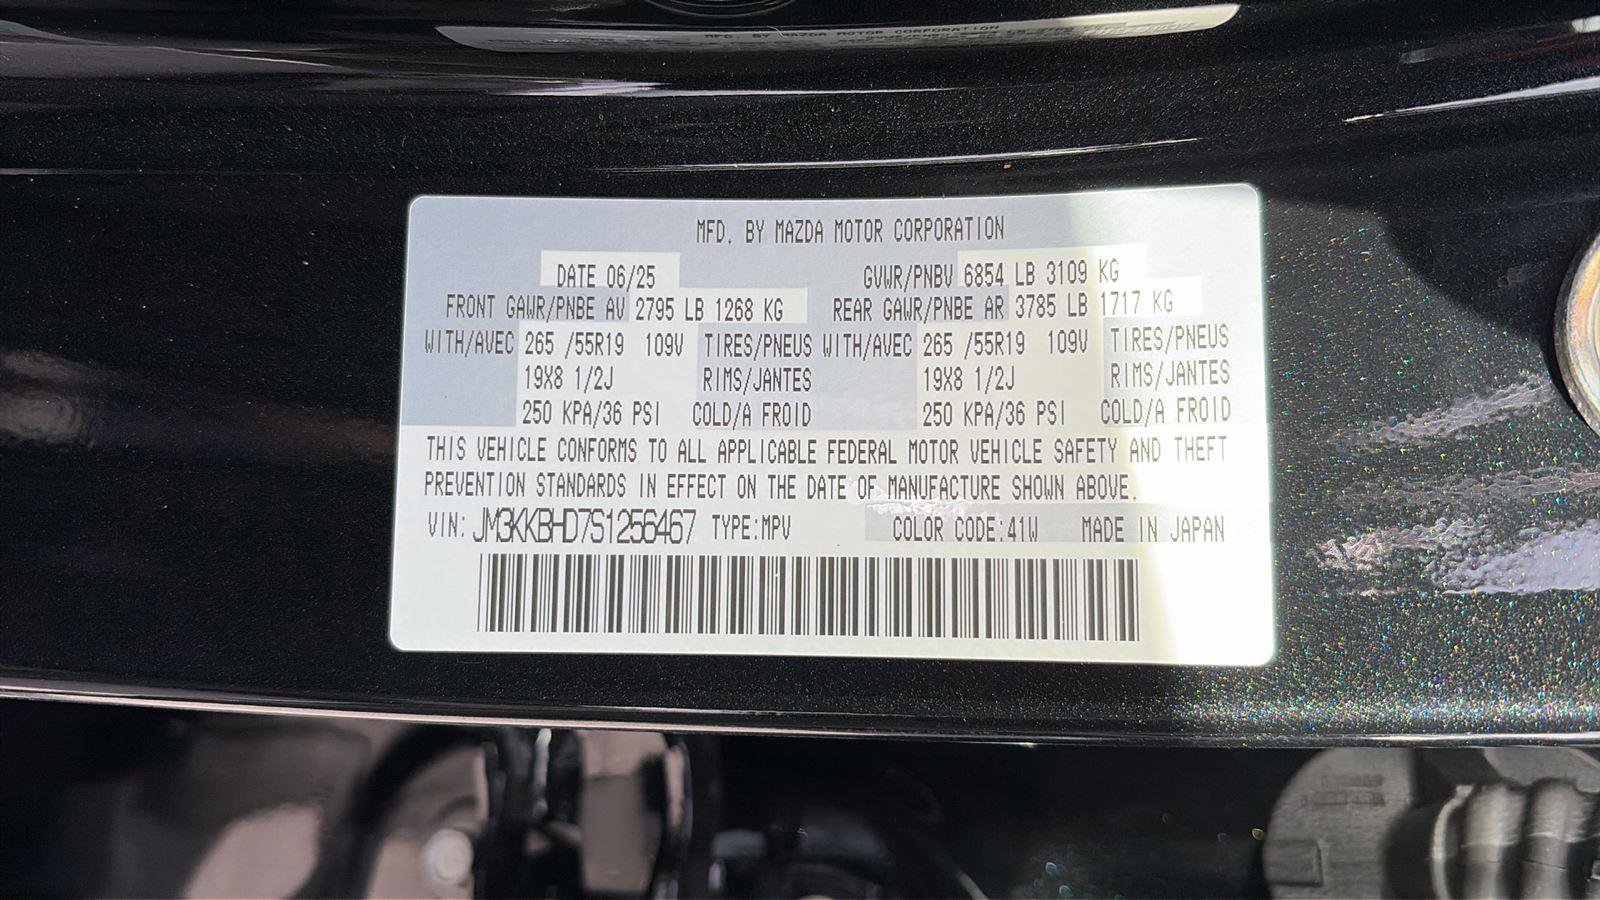 MFD. BY MAZDA MOTOR CORPORATION
MFD. BY MAZDA MOTOR CORPORATION
DATE 06/25 GVWR/PNBV 6854 LB 3109 KG
FRONT GAWR/PNBE AV 2795 LB 1268 KG REAR GAWR/PNBE AR 3785 LB 1717 KG
WITH/AVEC 265 /55R19 109V TIRES/PNEUS WITH/AVEC 265 /55R19 109V TIRES/PNEUS
19X8 1/2J RIMS/JANTES 19X8 1/2J RIMS/JANTES
250 KPA/36 PSI COLD/A FROID 250 KPA/36 PSI COLD/A FROID
THIS VEHICLE CONFORMS TO ALL APPLICABLE FEDERAL MOTOR VEHICLE SAFETY AND THEFT
PREVENTION STANDARDS IN EFFECT ON THE DATE OF MANUFACTURE SHOWN ABOVE.
VIN: JM3KKBHD7S1256467 TYPE:MPV COLOR CODE:41W MADE IN JAPAN